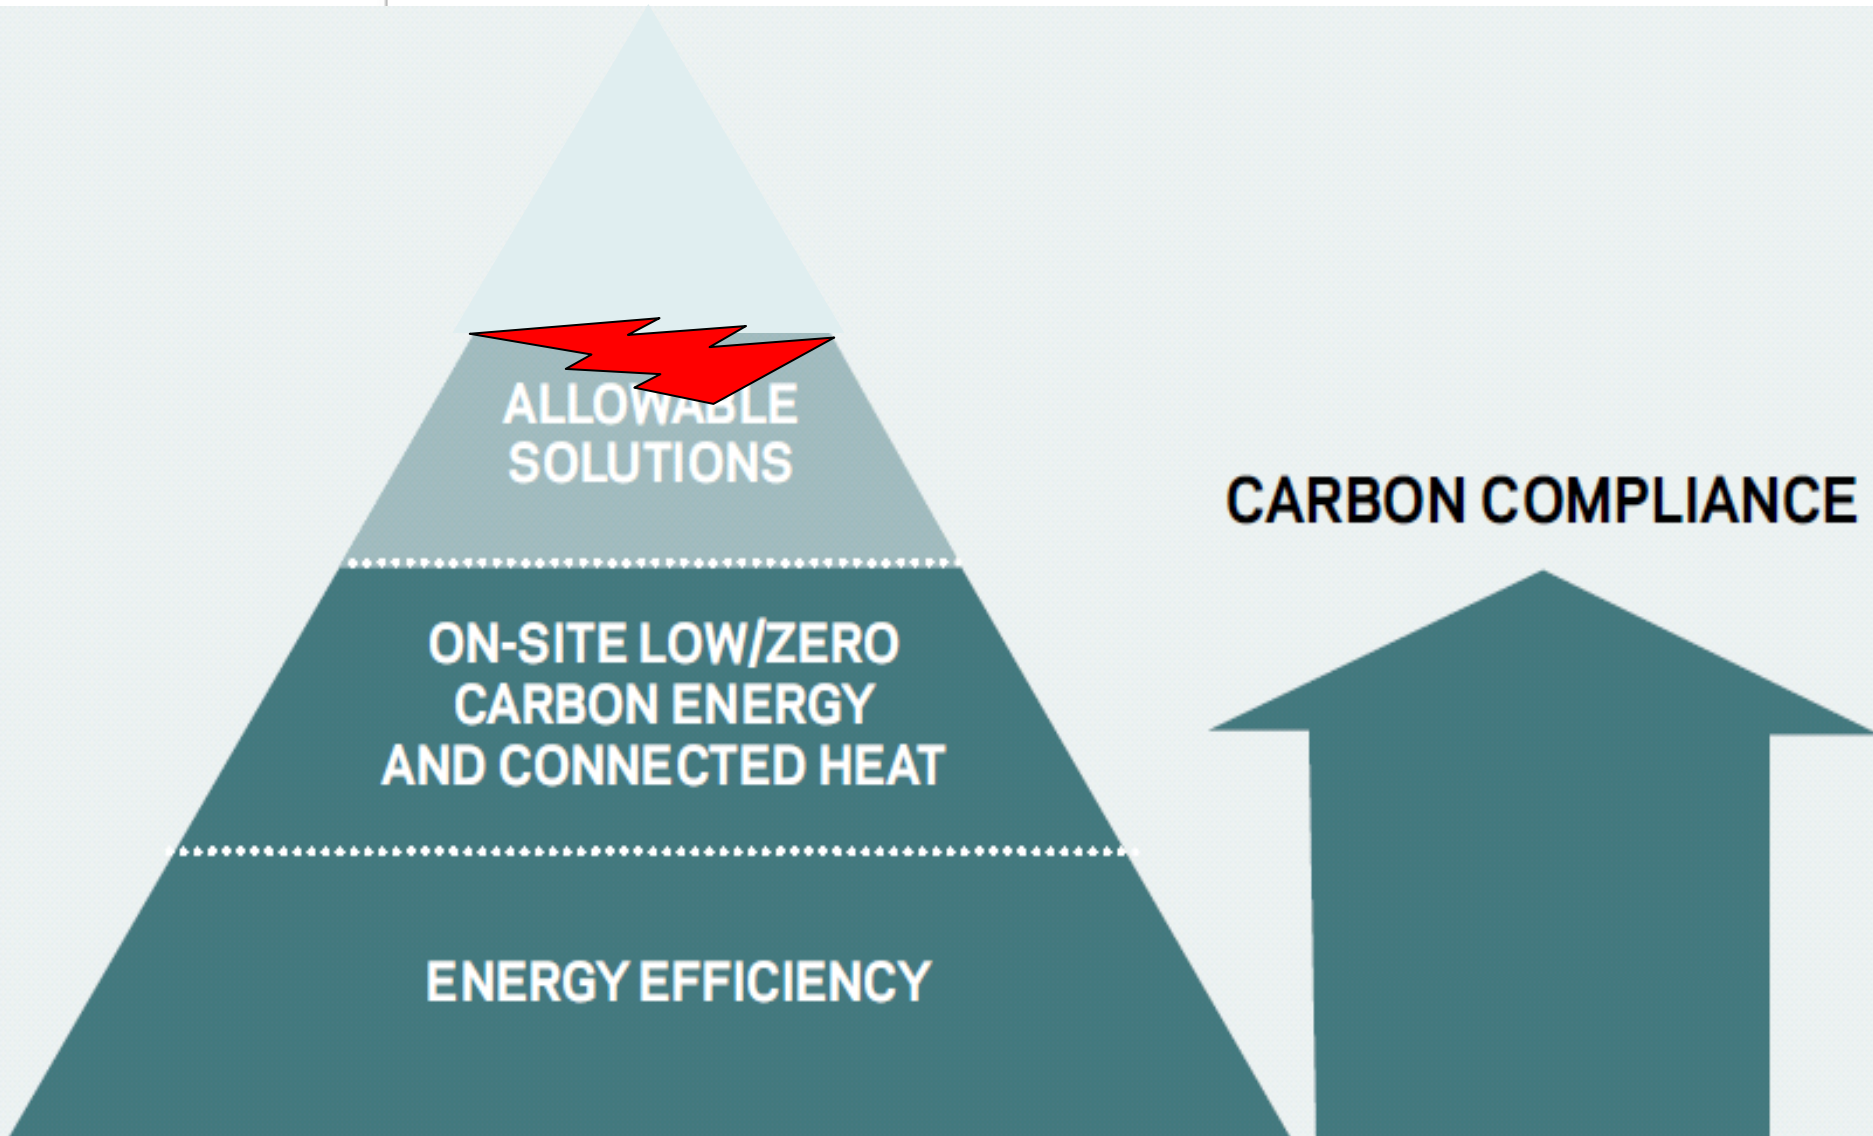 ALLOWABLE
SOLUTIONS
CARBON COMPLIANCE
ON-SITE LOW/ZERO
CARBON ENERGY
AND CONNECTED HEAT
ENERGY EFFICIENCY